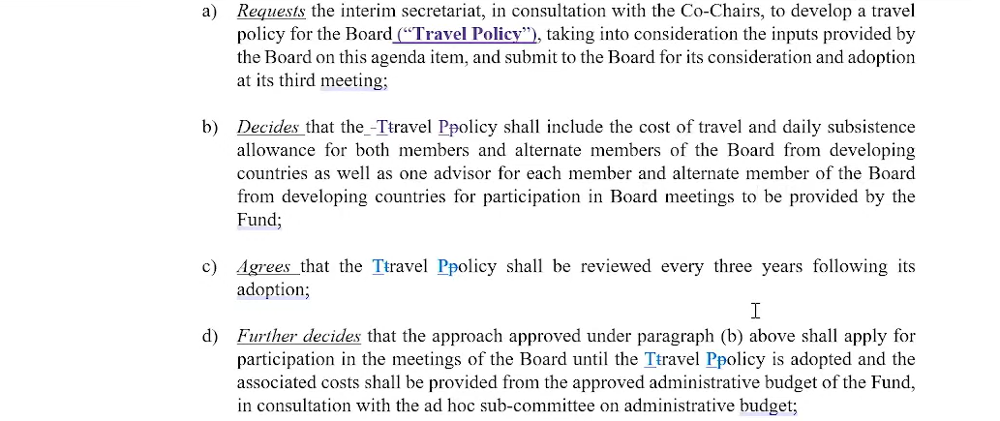 a) Requests the interim secretariat, in consultation with the Co-Chairs, to develop a travel
policy for the Board (“Travel Policy”), taking into consideration the inputs provided by
the Board on this agenda item, and submit to the Board for its consideration and adoption
at its third meeting;
b) Decides that the -Ttravel Ppolicy shall include the cost of travel and daily subsistence
allowance for both members and alternate members of the Board from developing
countries as well as one advisor for each member and alternate member of the Board
from developing countries for participation in Board meetings to be provided by the
Fund;
c) Agrees that the Ttravel Ppolicy shall be reviewed every three years following its
adoption;
d) Further decides that the approach approved under paragraph (b) above shall apply for
participation in the meetings of the Board until the Ttravel Ppolicy is adopted and the
associated costs shall be provided from the approved administrative budget of the Fund,
in consultation with the ad hoc sub-committee on administrative budget;